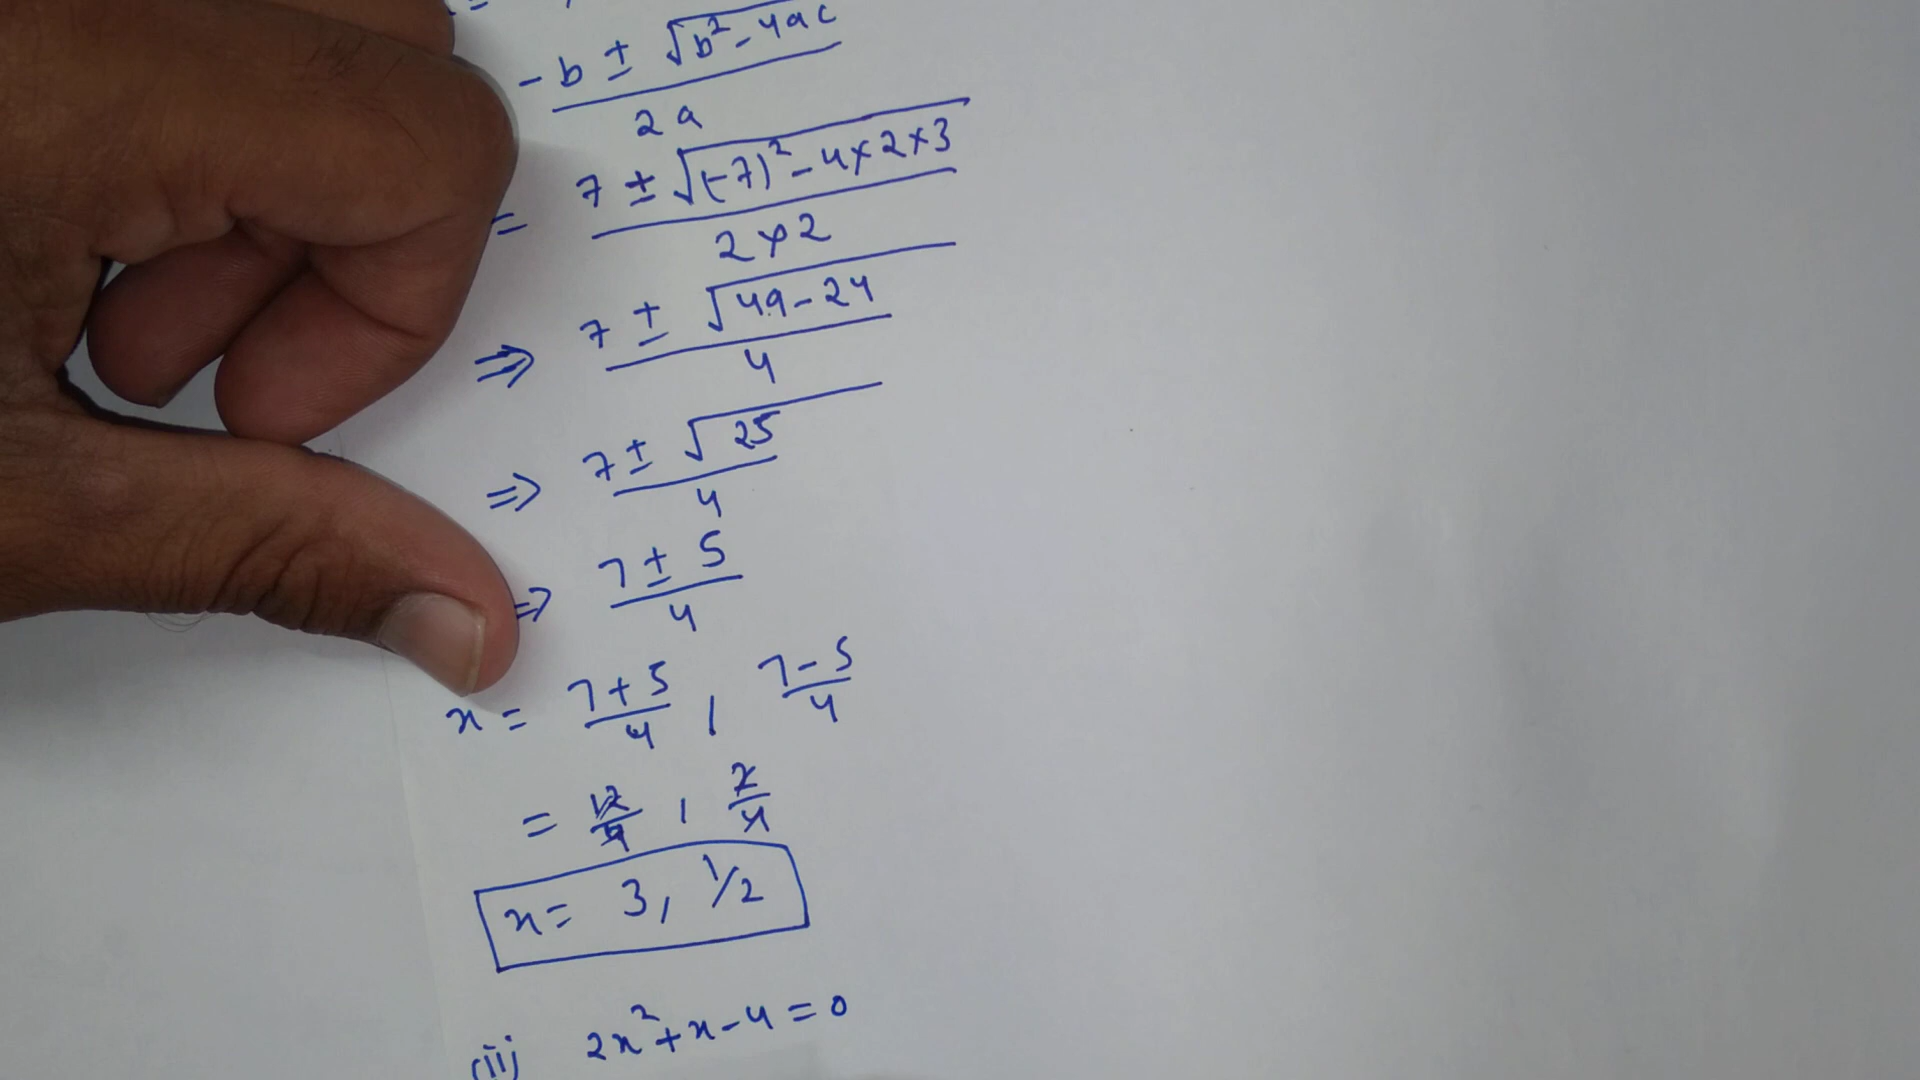 -b ± √b² - 4ac
2a
= 7 ± √(-7)² - 4×2×3
2×2
⇒ 7 ± √49-24
4
⇒ 7 ± √25
4
⇒ 7 ± 5
4
x = 7+5/4 , 7-5/4
= 12/4 , 2/4
x = 3, 1/2
(ii) 2x²+x-4=0